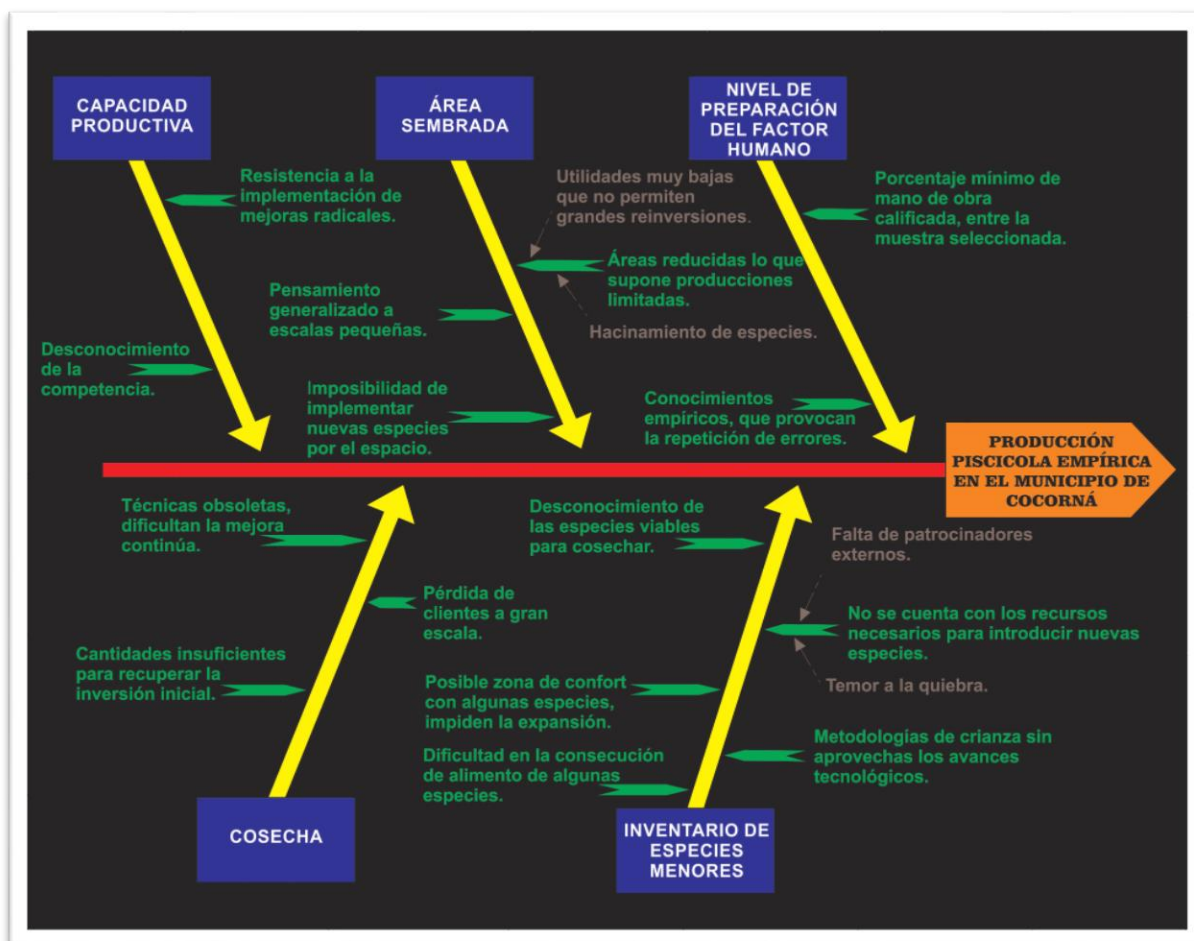 CAPACIDAD
PRODUCTIVA
ÁREA
SEMBRADA
NIVEL DE
PREPARACIÓN
DEL FACTOR
HUMANO
Resistencia a la
implementación de
mejoras radicales.
Desconocimiento
de la
competencia.
Utilidades muy bajas
que no permiten
grandes reinversiones.
Áreas reducidas lo que
supone producciones
limitadas.
Hacinamiento de especies.
Pensamiento
generalizado a
escalas pequeñas.
Imposibilidad de
implementar
nuevas especies
por el espacio.
Porcentaje mínimo de
mano de obra
calificada, entre la
muestra seleccionada.
Conocimientos
empíricos, que provocan
la repetición de errores.
PRODUCCIÓN
PISCICOLA EMPÍRICA
EN EL MUNICIPIO DE
COCORNÁ
Técnicas obsoletas,
dificultan la mejora
continúa.
Pérdida de
clientes a gran
escala.
Cantidades insuficientes
para recuperar la
inversión inicial.
COSECHA
Desconocimiento de
las especies viables
para cosechar.
Falta de patrocinadores
externos.
No se cuenta con los recursos
necesarios para introducir nuevas
especies.
Temor a la quiebra.
Posible zona de confort
con algunas especies,
impiden la expansión.
Metodologías de crianza sin
aprovechas los avances
tecnológicos.
Dificultad en la consecución
de alimento de algunas
especies.
INVENTARIO DE
ESPECIES
MENORES